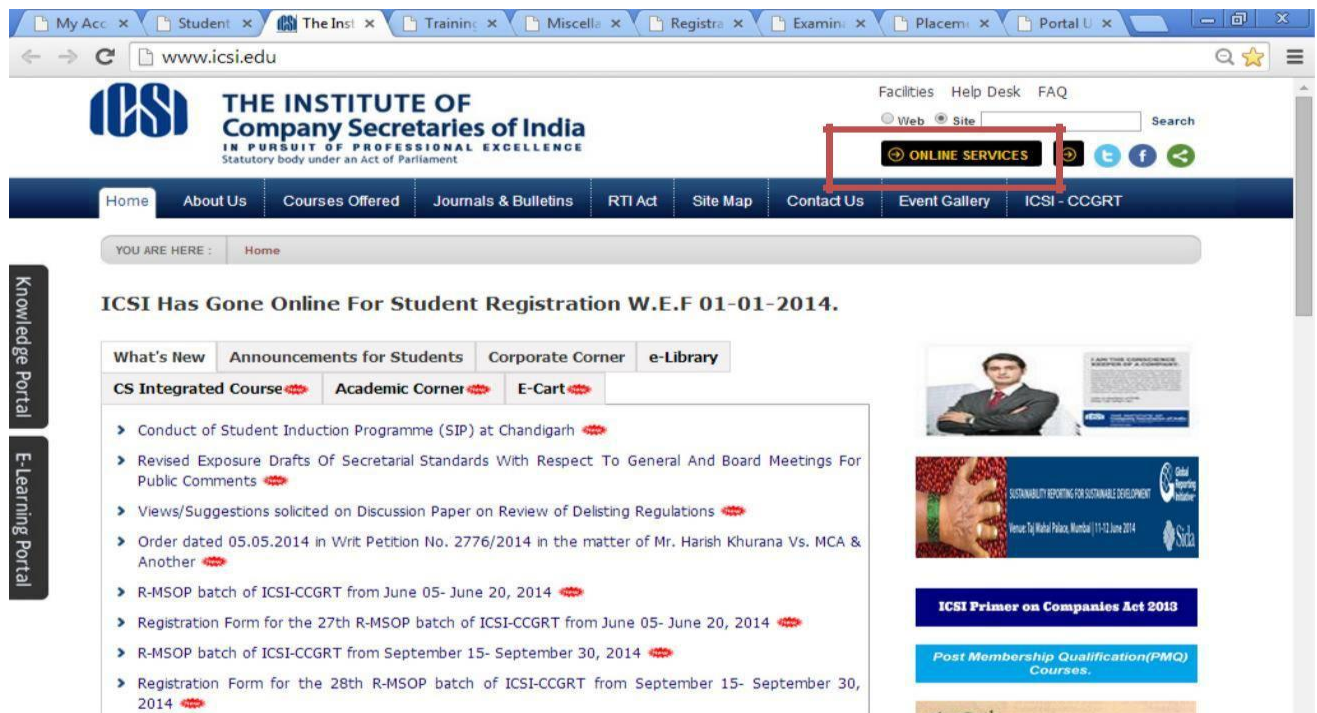 My Acc
Student
The Inst
Training
Miscella
Registra
Examina
Placeme
Portal U
www.icsi.edu
ICSI
THE INSTITUTE OF
Company Secretaries of India
IN PURSUIT OF PROFESSIONAL EXCELLENCE
Statutory body under an Act of Parliament
Facilities Help Desk FAQ
Web Site Search
ONLINE SERVICES
Home About Us Courses Offered Journals & Bulletins RTI Act Site Map Contact Us Event Gallery ICSI - CCGRT
YOU ARE HERE : Home
Knowledge Portal
E-Learning Portal
ICSI Has Gone Online For Student Registration W.E.F 01-01-2014.
What's New Announcements for Students Corporate Corner e-Library
CS Integrated Course Academic Corner E-Cart
Conduct of Student Induction Programme (SIP) at Chandigarh
Revised Exposure Drafts Of Secretarial Standards With Respect To General And Board Meetings For
Public Comments
Views/Suggestions solicited on Discussion Paper on Review of Delisting Regulations
Order dated 05.05.2014 in Writ Petition No. 2776/2014 in the matter of Mr. Harish Khurana Vs. MCA &
Another
R-MSOP batch of ICSI-CCGRT from June 05- June 20, 2014
Registration Form for the 27th R-MSOP batch of ICSI-CCGRT from June 05- June 20, 2014
R-MSOP batch of ICSI-CCGRT from September 15- September 30, 2014
Registration Form for the 28th R-MSOP batch of ICSI-CCGRT from September 15- September 30,
2014
I AM THE CONSCIENCE
KEEPER OF A COMPANY.
SUSTAINABILITY REPORTING FOR SUSTAINABLE DEVELOPMENT
Venue: Taj Mahal Palace, Mumbai | 11-12 June 2014
Global
Reporting
Initiative
Sida
ICSI Primer on Companies Act 2013
Post Membership Qualification(PMQ)
Courses.